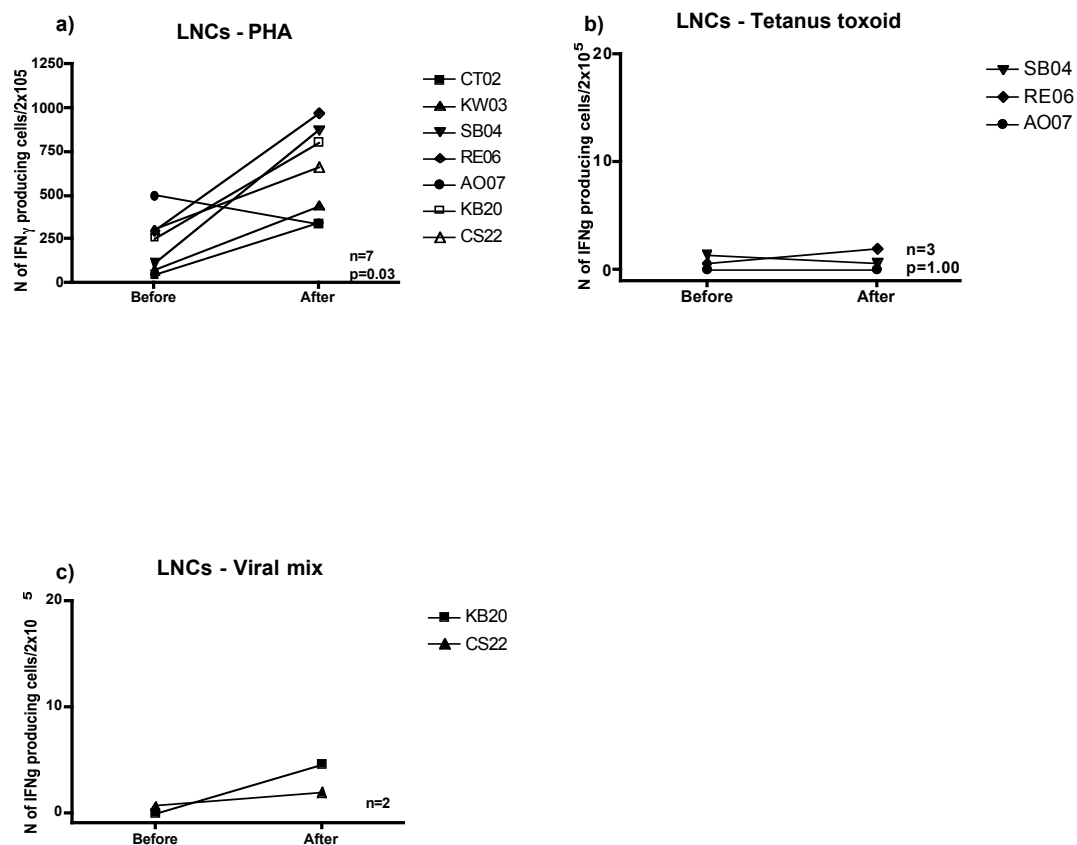 a)
LNCs - PHA
N of IFNγ producing cells/2x105
1250
1000
750
500
250
0
Before
After
n=7
p=0.03
CT02
KW03
SB04
RE06
AO07
KB20
CS22
b)
LNCs - Tetanus toxoid
N of IFNg producing cells/2x10 5
20
10
0
Before
After
n=3
p=1.00
SB04
RE06
AO07
c)
LNCs - Viral mix
N of IFNg producing cells/2x10 5
20
10
0
Before
After
n=2
KB20
CS22